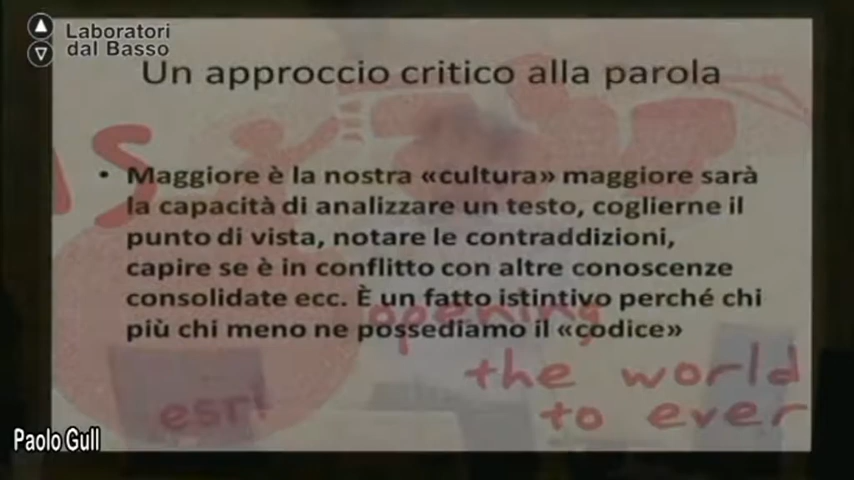 Laboratori
dal Basso
Un approccio critico alla parola
• Maggiore è la nostra «cultura» maggiore sarà
la capacità di analizzare un testo, coglierne il
punto di vista, notare le contraddizioni,
capire se è in conflitto con altre conoscenze
consolidate ecc. È un fatto istintivo perché chi
più chi meno ne possediamo il «codice»
opening
the world
to ever
Paolo Gull